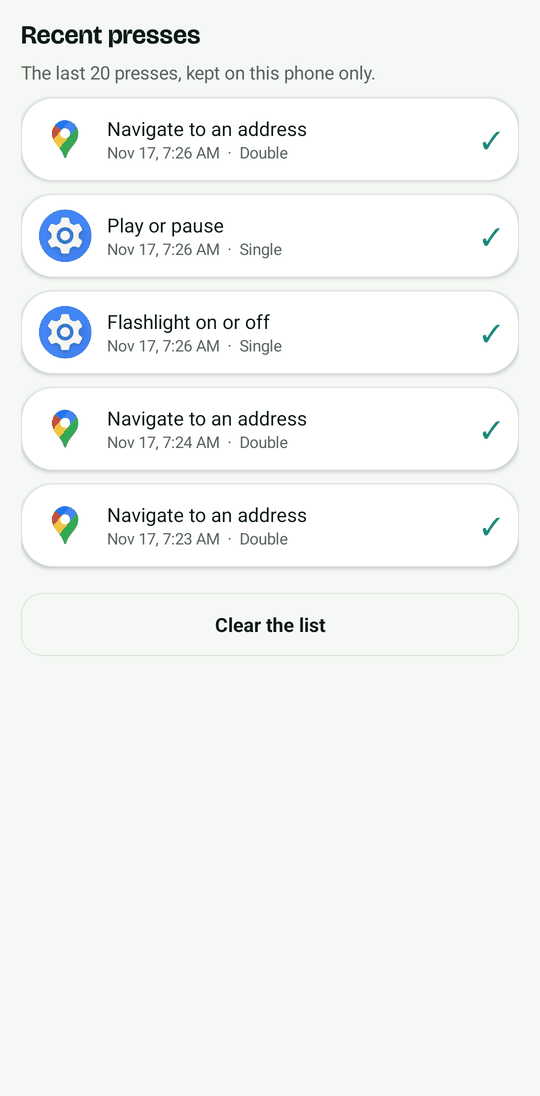 Recent presses
The last 20 presses, kept on this phone only.
Navigate to an address
Nov 17, 7:26 AM · Double
✓
Play or pause
Nov 17, 7:26 AM · Single
✓
Flashlight on or off
Nov 17, 7:26 AM · Single
✓
Navigate to an address
Nov 17, 7:24 AM · Double
✓
Navigate to an address
Nov 17, 7:23 AM · Double
✓
Clear the list